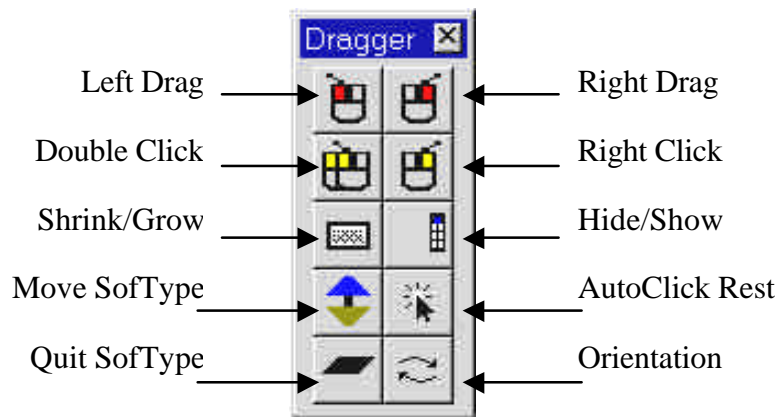 Dragger
Left Drag
Right Drag
Double Click
Right Click
Shrink/Grow
Hide/Show
Move SofType
AutoClick Rest
Quit SofType
Orientation